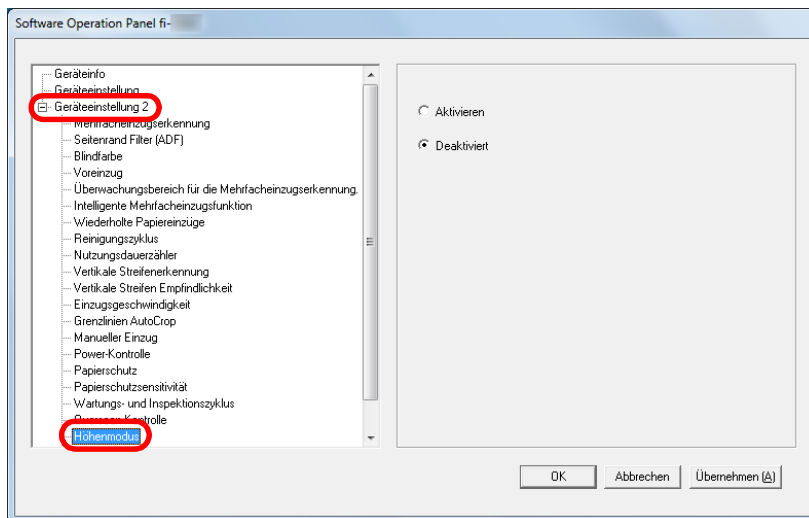 Software Operation Panel fi-
Geräteinfo
Geräteeinstellung
Geräteeinstellung 2
Mehrfacheinzugserkennung
Seitenrand Filter (ADF)
Blindfarbe
Voreinzug
Überwachungsbereich für die Mehrfacheinzugserkennung.
Intelligente Mehrfacheinzugsfunktion
Wiederholte Papiereinzüge
Reinigungszyklus
Nutzungsdauerzähler
Vertikale Streifenerkennung
Vertikale Streifen Empfindlichkeit
Einzugsgeschwindigkeit
Grenzlinien AutoCrop
Manueller Einzug
Power-Kontrolle
Papierschutz
Papierschutzsensitivität
Wartungs- und Inspektionszyklus
Overscan-Kontrolle
Höhenmodus
Aktivieren
Deaktiviert
OK
Abbrechen
Übernehmen (A)